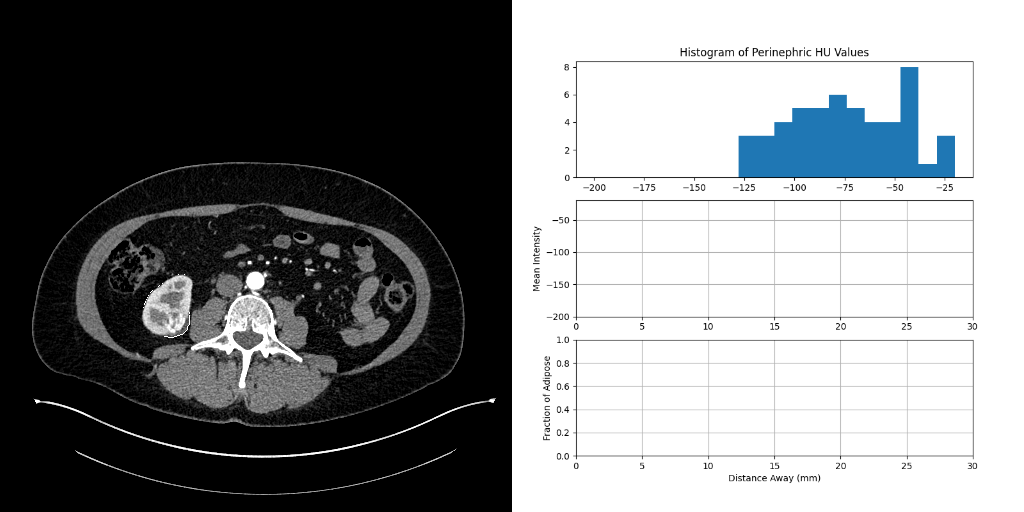 Histogram of Perinephric HU Values
8
6
4
2
0
−200 −175 −150 −125 −100 −75 −50 −25
Mean Intensity
−50
−100
−150
−200
0 5 10 15 20 25 30
Fraction of Adipose
1.0
0.8
0.6
0.4
0.2
0.0
0 5 10 15 20 25 30
Distance Away (mm)